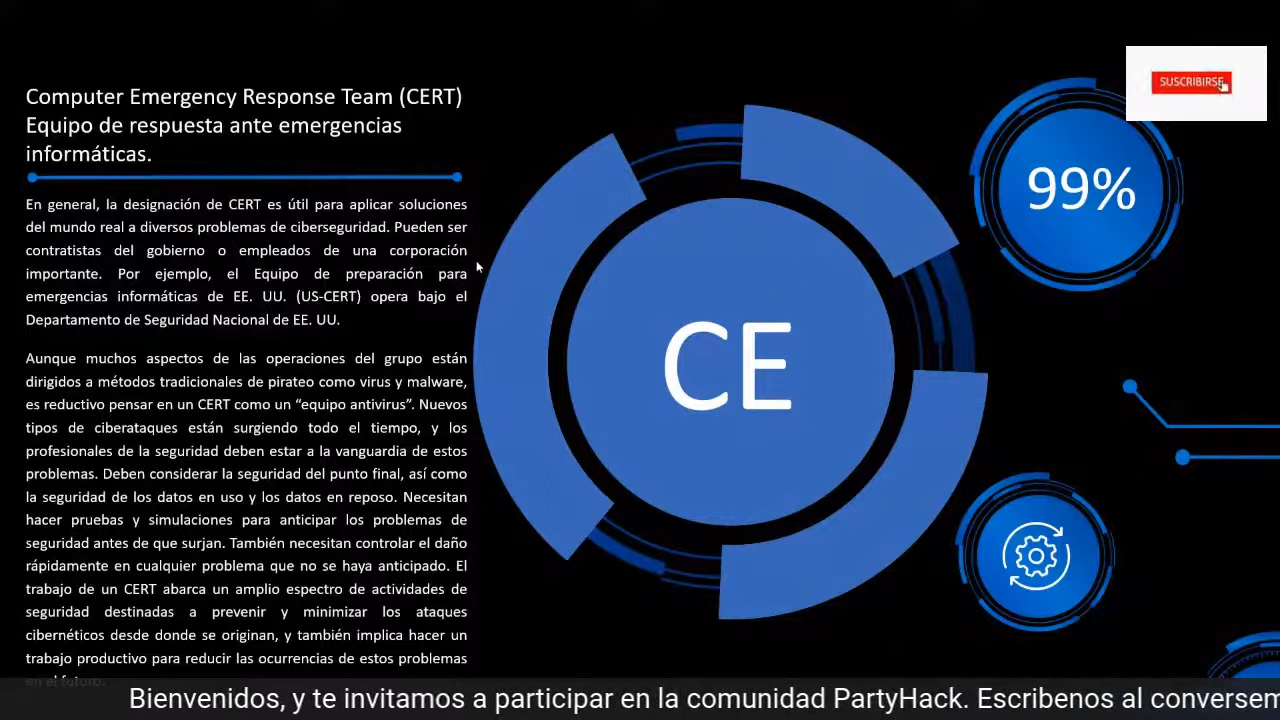 Computer Emergency Response Team (CERT)
Equipo de respuesta ante emergencias
informáticas.
En general, la designación de CERT es útil para aplicar soluciones
del mundo real a diversos problemas de ciberseguridad. Pueden ser
contratistas del gobierno o empleados de una corporación
importante. Por ejemplo, el Equipo de preparación para
emergencias informáticas de EE. UU. (US-CERT) opera bajo el
Departamento de Seguridad Nacional de EE. UU.
Aunque muchos aspectos de las operaciones del grupo están
dirigidos a métodos tradicionales de pirateo como virus y malware,
es reductivo pensar en un CERT como un “equipo antivirus”. Nuevos
tipos de ciberataques están surgiendo todo el tiempo, y los
profesionales de la seguridad deben estar a la vanguardia de estos
problemas. Deben considerar la seguridad del punto final, así como
la seguridad de los datos en uso y los datos en reposo. Necesitan
hacer pruebas y simulaciones para anticipar los problemas de
seguridad antes de que surjan. También necesitan controlar el daño
rápidamente en cualquier problema que no se haya anticipado. El
trabajo de un CERT abarca un amplio espectro de actividades de
seguridad destinadas a prevenir y minimizar los ataques
cibernéticos desde donde se originan, y también implica hacer un
trabajo productivo para reducir las ocurrencias de estos problemas
en el futuro.
CE
99%
SUSCRIBIRSE
Bienvenidos, y te invitamos a participar en la comunidad PartyHack. Escribenos al conversem